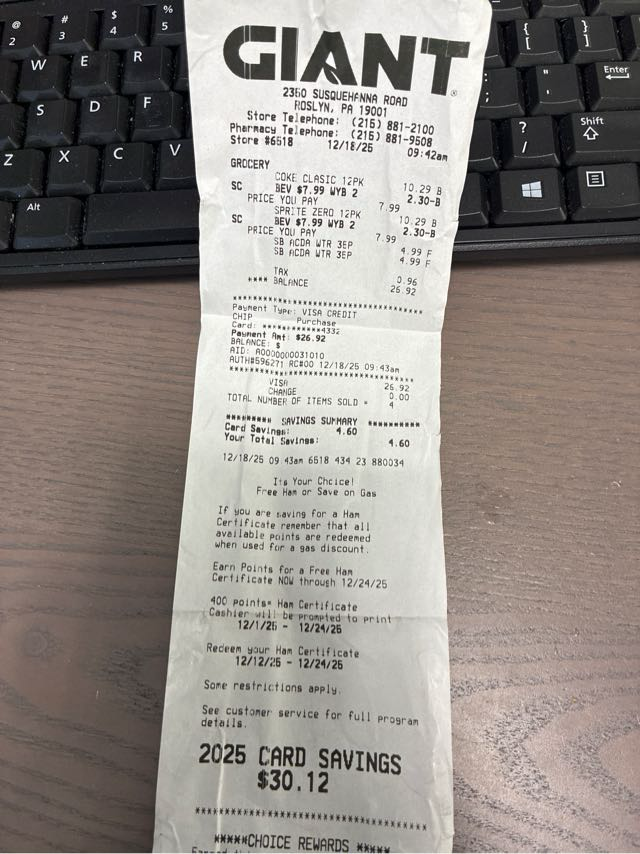 GIANT
2350 SUSQUEHANNA ROAD
ROSLYN, PA 19001
Store Telephone: (215) 881-2100
Pharmacy Telephone: (215) 881-9508
Store #6518 12/18/25 09:42am
GROCERY
COKE CLASIC 12PK 10.29 B
SC BEV $7.99 WYB 2 2.30-B
PRICE YOU PAY 7.99
SPRITE ZERO 12PK 10.29 B
SC BEV $7.99 WYB 2 2.30-B
PRICE YOU PAY 7.99
SB ACDA WTR 3EP 4.99 F
SB ACDA WTR 3EP 4.99 F
TAX 0.96
**** BALANCE 26.92
Payment Type: VISA CREDIT
CHIP Purchase
Card: ************4332
Payment Amt: $26.92
BALANCE: $
AID: A0000000031010
AUTH#596271 RC#00 12/18/25 09:43am
VISA 26.92
CHANGE 0.00
TOTAL NUMBER OF ITEMS SOLD = 4
********* SAVINGS SUMMARY **********
Card Savings: 4.60
Your Total Savings: 4.60
12/18/25 09:43am 6518 434 23 880034
Its Your Choice!
Free Ham or Save on Gas
If you are saving for a Ham
Certificate remember that all
available points are redeemed
when used for a gas discount.
Earn Points for a Free Ham
Certificate NOW through 12/24/25
400 points= Ham Certificate
Cashier will be prompted to print
12/1/25 - 12/24/25
Redeem your Ham Certificate
12/12/25 - 12/24/25
Some restrictions apply.
See customer service for full program
details.
2025 CARD SAVINGS
$30.12
*****CHOICE REWARDS *****
@ 2
# 3
$ 4
% 5
W E R
S D F
Z X C V
Alt
{ [
} ]
: ;
" '
Enter
? /
Shift